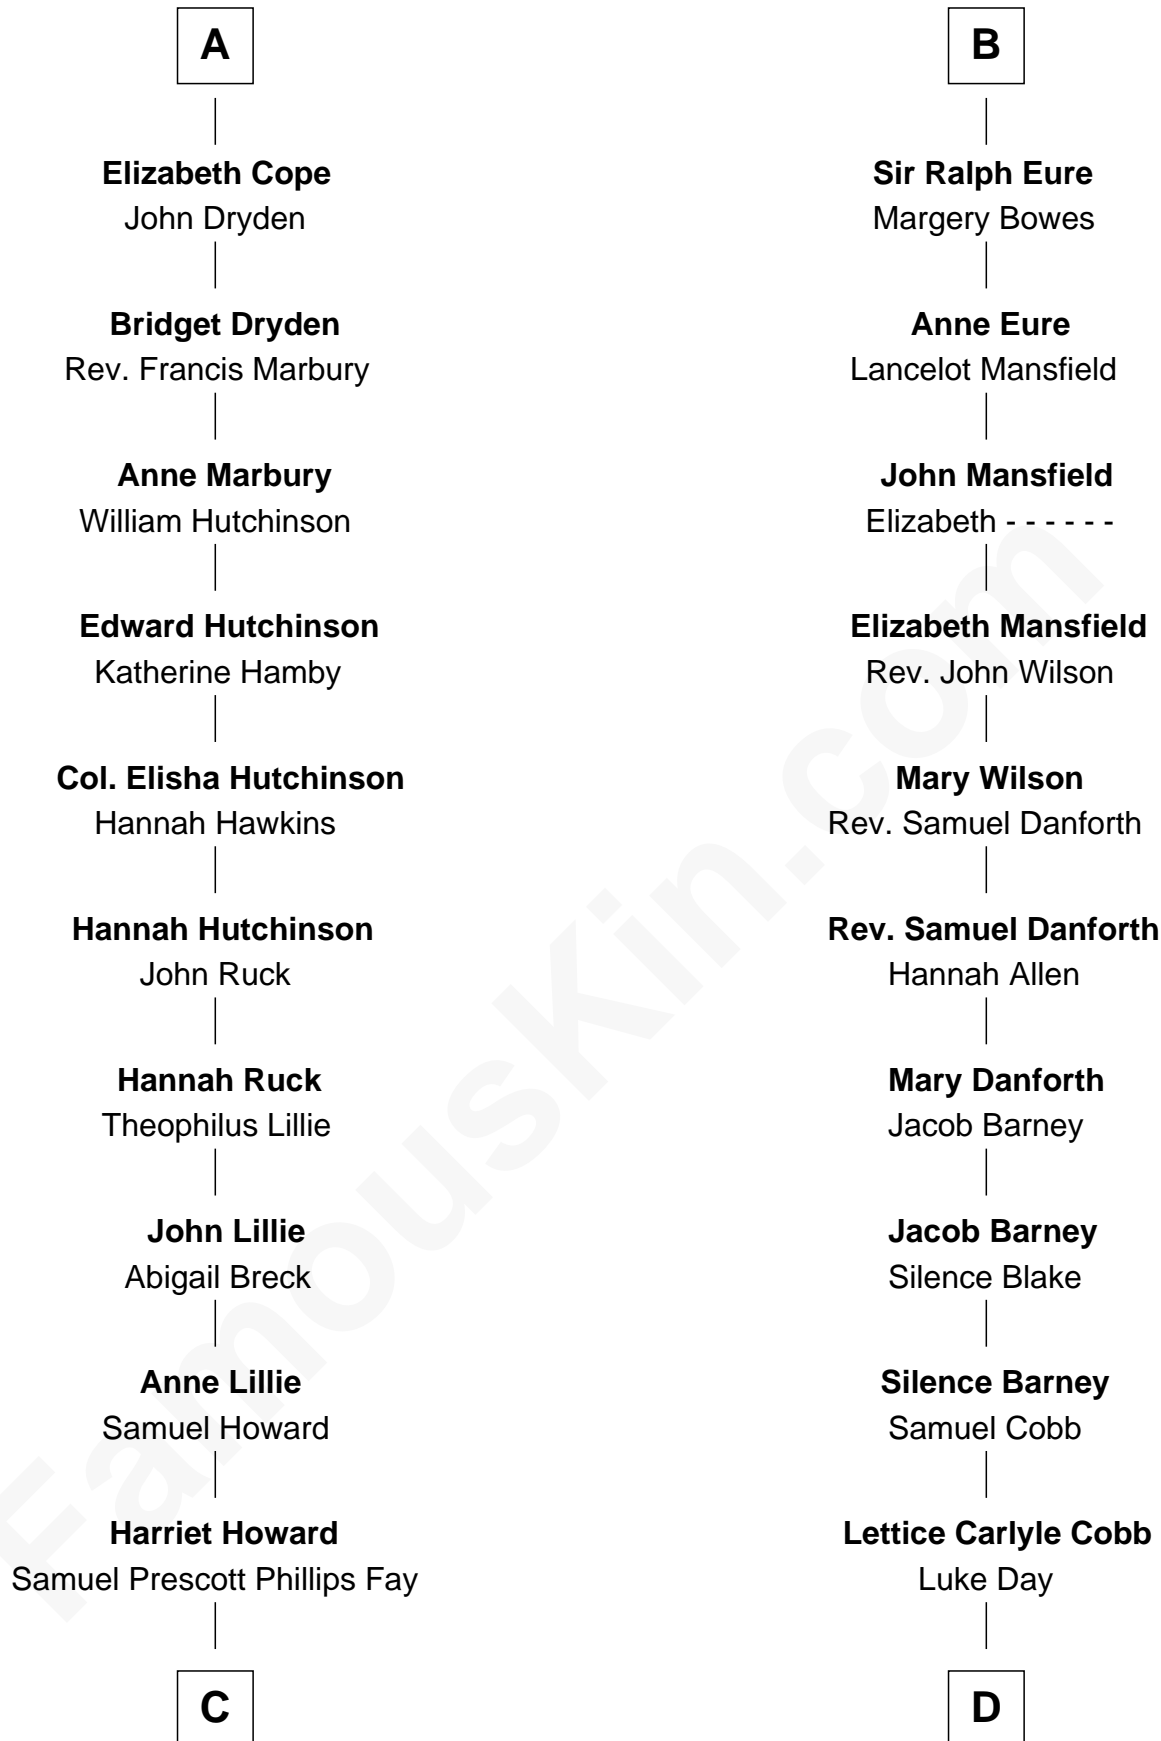 A
Elizabeth Cope
John Dryden
Bridget Dryden
Rev. Francis Marbury
Anne Marbury
William Hutchinson
Edward Hutchinson
Katherine Hamby
Col. Elisha Hutchinson
Hannah Hawkins
Hannah Hutchinson
John Ruck
Hannah Ruck
Theophilus Lillie
John Lillie
Abigail Breck
Anne Lillie
Samuel Howard
Harriet Howard
Samuel Prescott Phillips Fay
C
B
Sir Ralph Eure
Margery Bowes
Anne Eure
Lancelot Mansfield
John Mansfield
Elizabeth - - - - - -
Elizabeth Mansfield
Rev. John Wilson
Mary Wilson
Rev. Samuel Danforth
Rev. Samuel Danforth
Hannah Allen
Mary Danforth
Jacob Barney
Jacob Barney
Silence Blake
Silence Barney
Samuel Cobb
Lettice Carlyle Cobb
Luke Day
D
FamousKin.com